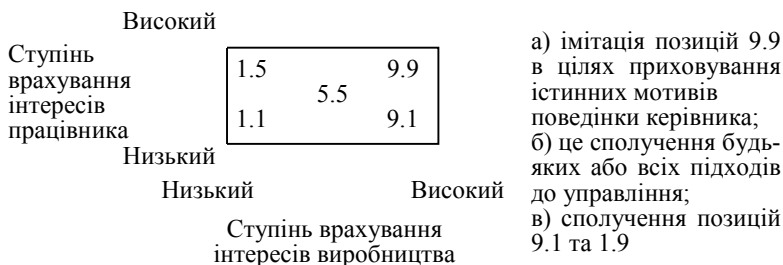 Високий
Ступінь
врахування
інтересів
працівника
1.5 9.9
5.5
1.1 9.1
Низький
Низький Високий
Ступінь врахування
інтересів виробництва
а) імітація позицій 9.9
в цілях приховування
істинних мотивів
поведінки керівника;
б) це сполучення будь-
яких або всіх підходів
до управління;
в) сполучення позицій
9.1 та 1.9